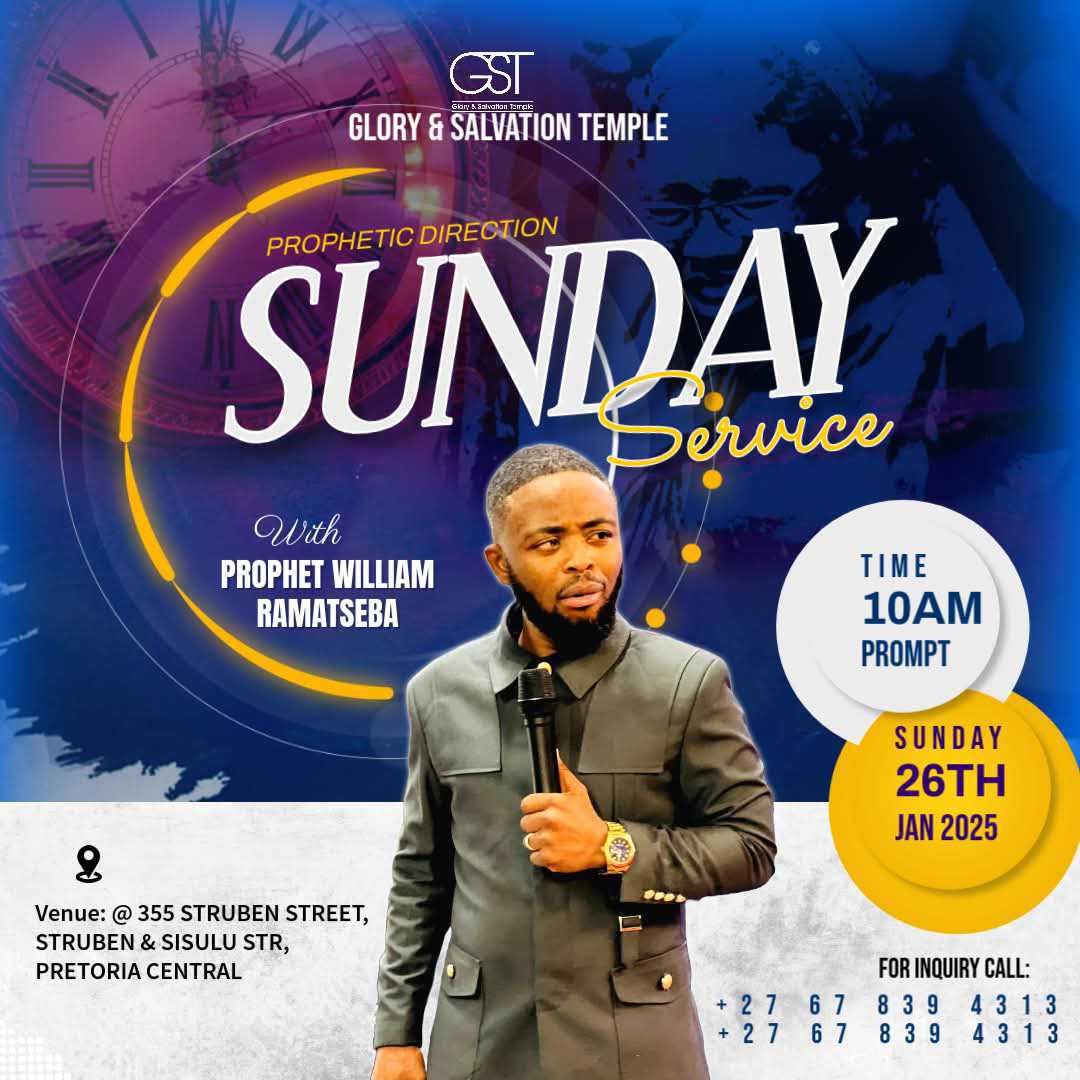 GST
Glory & Salvation Temple
GLORY & SALVATION TEMPLE
PROPHETIC DIRECTION
SUNDAY
Service
With
PROPHET WILLIAM
RAMATSEBA
TIME
10AM
PROMPT
SUNDAY
26TH
JAN 2025
Venue: @ 355 STRUBEN STREET,
STRUBEN & SISULU STR,
PRETORIA CENTRAL
FOR INQUIRY CALL:
+27 67 839 4313
+27 67 839 4313